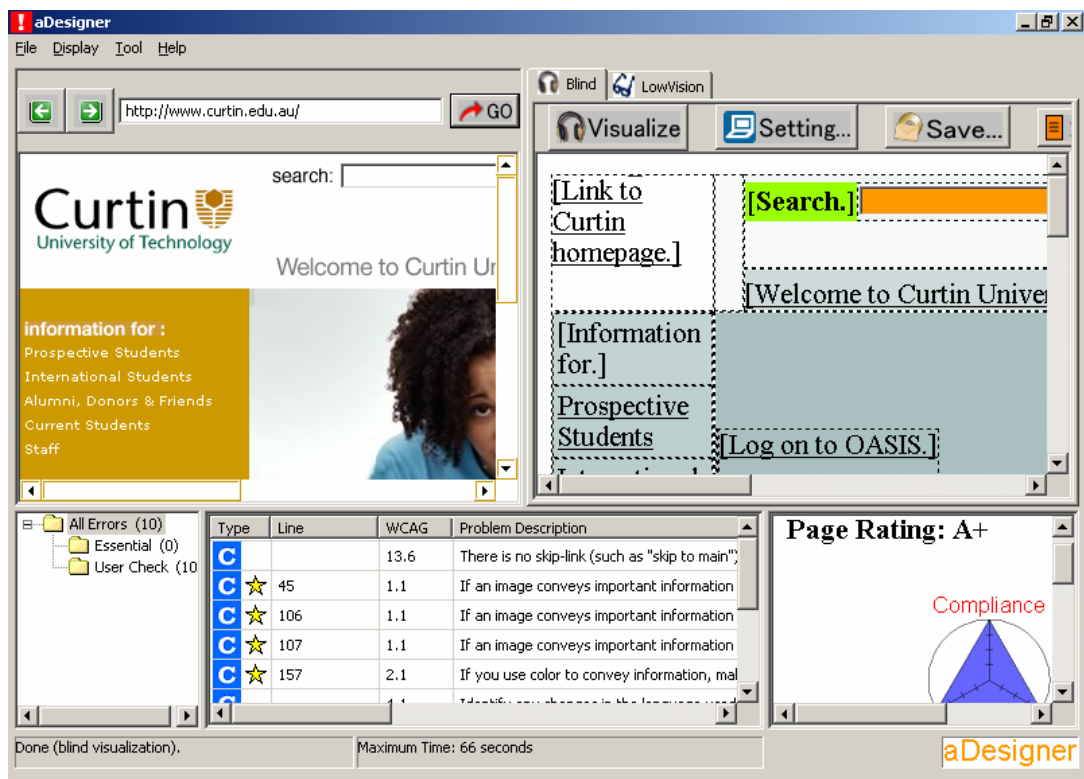 aDesigner
File Display Tool Help
http://www.curtin.edu.au/
GO
search:
Curtin
University of Technology
Welcome to Curtin Un
information for :
Prospective Students
International Students
Alumni, Donors & Friends
Current Students
Staff
Blind
LowVision
Visualize
Setting...
Save...
[Link to
Curtin
homepage.]
[Search.]
[Welcome to Curtin Univer
[Information
for.]
Prospective
Students
[Log on to OASIS.]
All Errors (10)
Essential (0)
User Check (10
Type Line WCAG Problem Description
C 13.6 There is no skip-link (such as "skip to main"),
C 45 1.1 If an image conveys important information
C 106 1.1 If an image conveys important information
C 107 1.1 If an image conveys important information
C 157 2.1 If you use color to convey information, mal
Page Rating: A+
Compliance
Done (blind visualization).
Maximum Time: 66 seconds
aDesigner